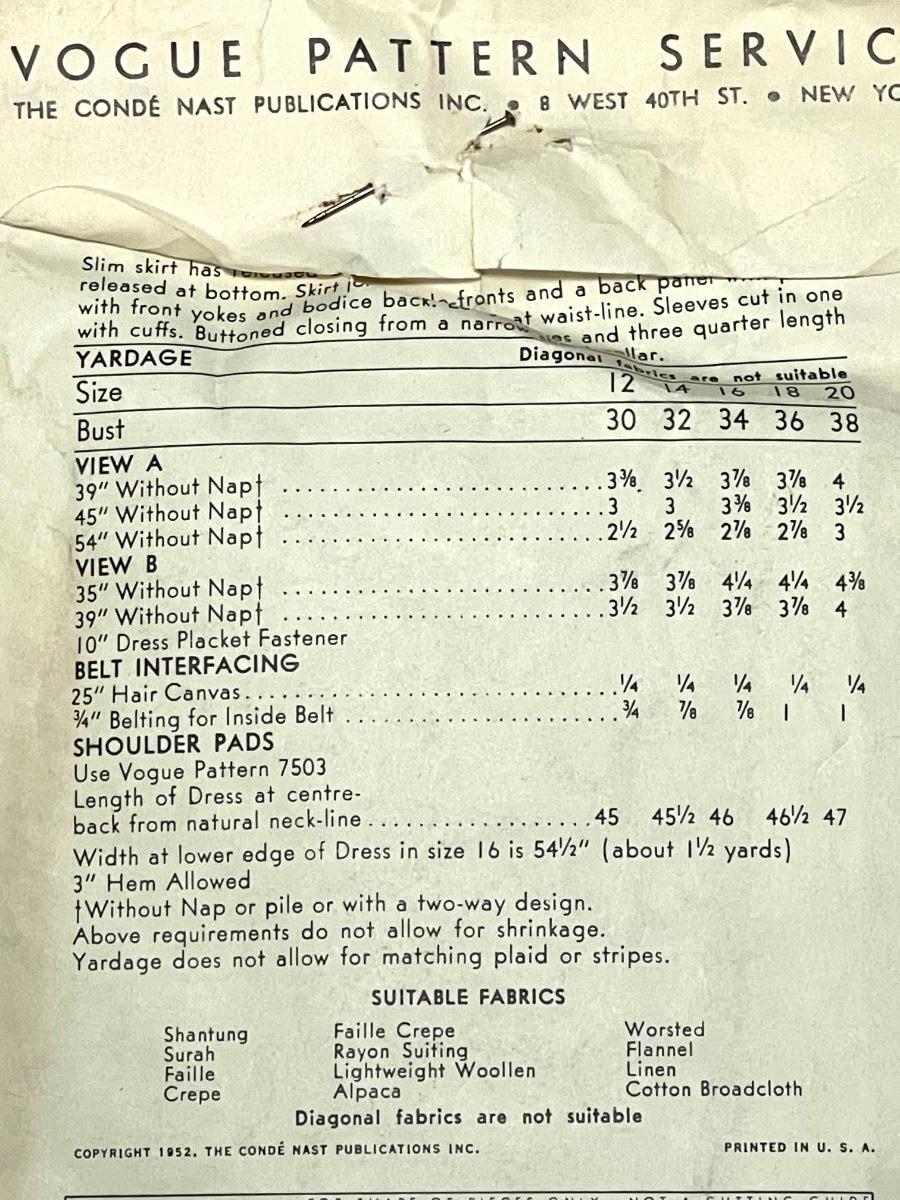 VOGUE PATTERN SERVIC
THE CONDÉ NAST PUBLICATIONS INC. • 8 WEST 40TH ST. • NEW YO
Slim skirt has released
released at bottom. Skirt fronts and a back panel
with front yokes and bodice back! at waist-line. Sleeves cut in one
with cuffs. Buttoned closing from a narrow and three quarter length
YARDAGE Diagonal fabrics are not suitable
Size 12 14 16 18 20
Bust 30 32 34 36 38
VIEW A
39" Without Nap† 3⅜ 3½ 3⅞ 3⅞ 4
45" Without Nap† 3 3 3⅜ 3½ 3½
54" Without Nap† 2½ 2⅝ 2⅞ 2⅞ 3
VIEW B
35" Without Nap† 3⅞ 3⅞ 4¼ 4¼ 4⅜
39" Without Nap† 3½ 3½ 3⅞ 3⅞ 4
10" Dress Placket Fastener
BELT INTERFACING
25" Hair Canvas ¼ ¼ ¼ ¼ ¼
¾" Belting for Inside Belt ¾ ⅞ ⅞ 1 1
SHOULDER PADS
Use Vogue Pattern 7503
Length of Dress at centre-
back from natural neck-line 45 45½ 46 46½ 47
Width at lower edge of Dress in size 16 is 54½" (about 1½ yards)
3" Hem Allowed
†Without Nap or pile or with a two-way design.
Above requirements do not allow for shrinkage.
Yardage does not allow for matching plaid or stripes.
SUITABLE FABRICS
Shantung Faille Crepe Worsted
Surah Rayon Suiting Flannel
Faille Lightweight Woollen Linen
Crepe Alpaca Cotton Broadcloth
Diagonal fabrics are not suitable
COPYRIGHT 1952. THE CONDÉ NAST PUBLICATIONS INC. PRINTED IN U. S. A.